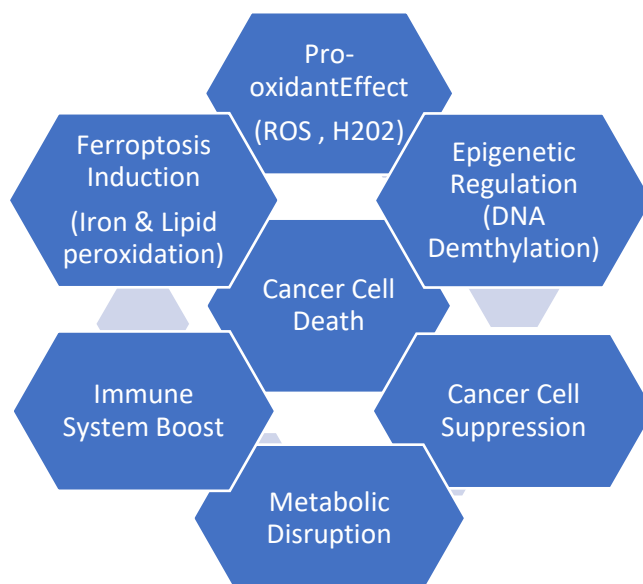 Pro-
oxidantEffect
(ROS , H202)
Ferroptosis
Induction
(Iron & Lipid
peroxidation)
Epigenetic
Regulation
(DNA
Demthylation)
Cancer Cell
Death
Immune
System Boost
Cancer Cell
Suppression
Metabolic
Disruption